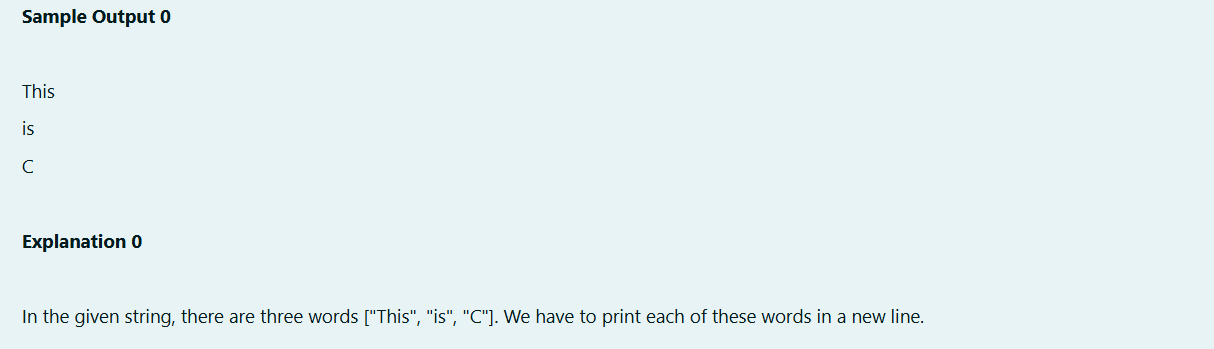 Sample Output 0
This
is
C
Explanation 0
In the given string, there are three words ["This", "is", "C"]. We have to print each of these words in a new line.